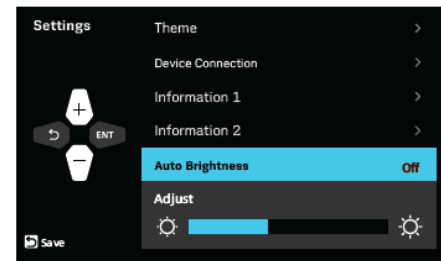 Settings
Theme
Device Connection
Information 1
Information 2
ENT
Auto Brightness Off
Adjust
Save